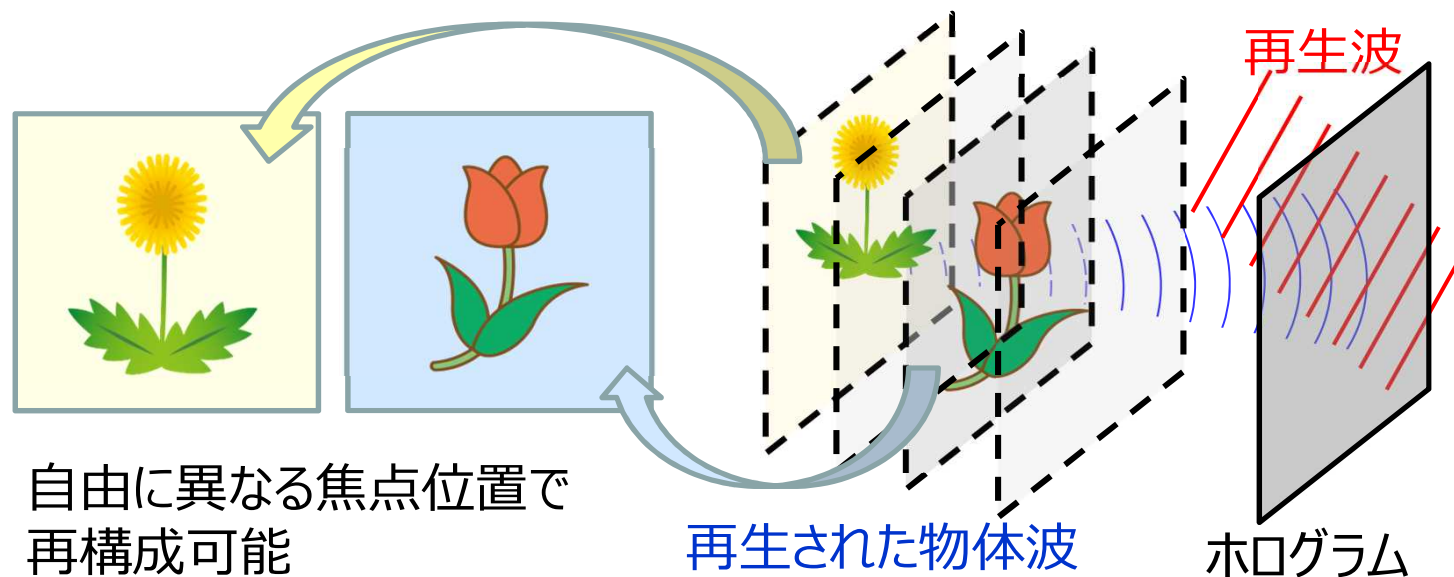 再生波
自由に異なる焦点位置で
再構成可能
再生された物体波
ホログラム